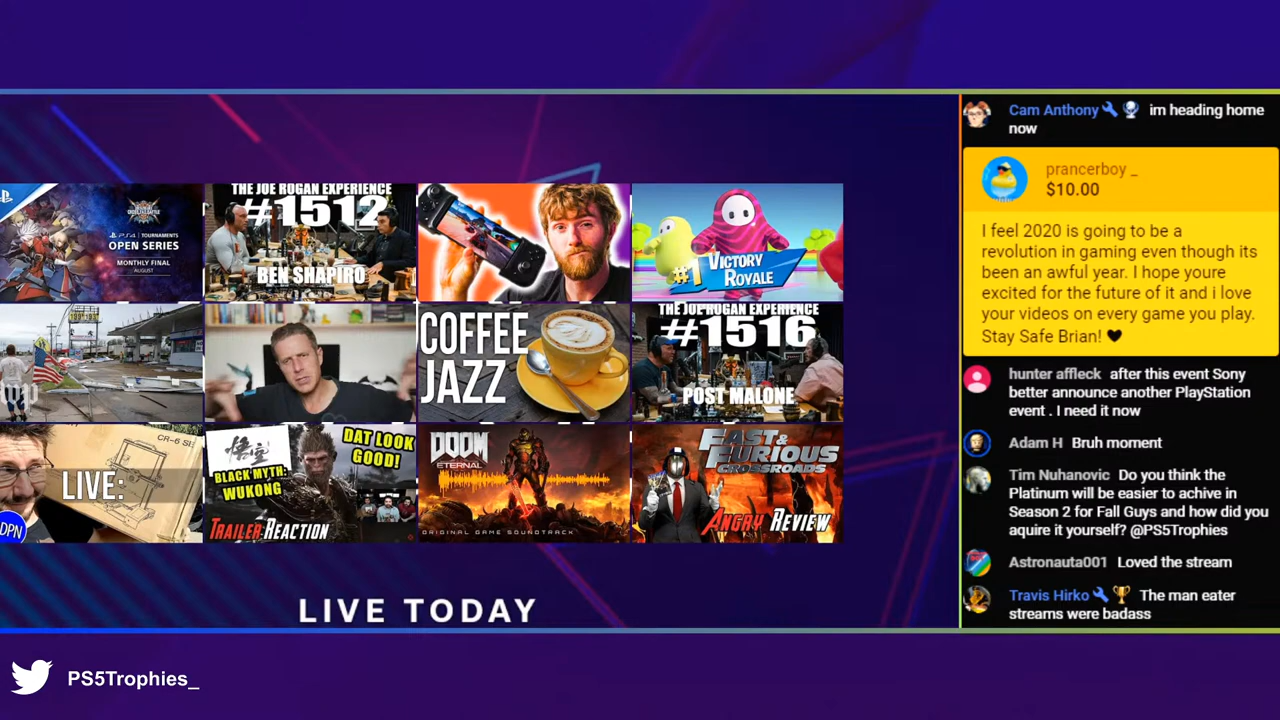 PS4 | TOURNAMENTS
OPEN SERIES
MONTHLY FINAL
AUGUST
THE JOE ROGAN EXPERIENCE
#1512
BEN SHAPIRO
#1 VICTORY
ROYALE
wp
COFFEE
JAZZ
THE JOE ROGAN EXPERIENCE
#1516
POST MALONE
CR-6 SE
LIVE:
DPN
悟空
BLACK MYTH:
WUKONG
DAT LOOK
GOOD!
TRAILER REACTION
DOOM
ETERNAL
ORIGINAL GAME SOUNDTRACK
FAST &
FURIOUS
CROSSROADS
ANGRY REVIEW
LIVE TODAY
PS5Trophies_
Cam Anthony im heading home
now
prancerboy _
$10.00
I feel 2020 is going to be a
revolution in gaming even though its
been an awful year. I hope youre
excited for the future of it and i love
your videos on every game you play.
Stay Safe Brian! 🖤
hunter affleck after this event Sony
better announce another PlayStation
event . I need it now
Adam H Bruh moment
Tim Nuhanovic Do you think the
Platinum will be easier to achive in
Season 2 for Fall Guys and how did you
aquire it yourself? @PS5Trophies
Astronauta001 Loved the stream
Travis Hirko The man eater
streams were badass